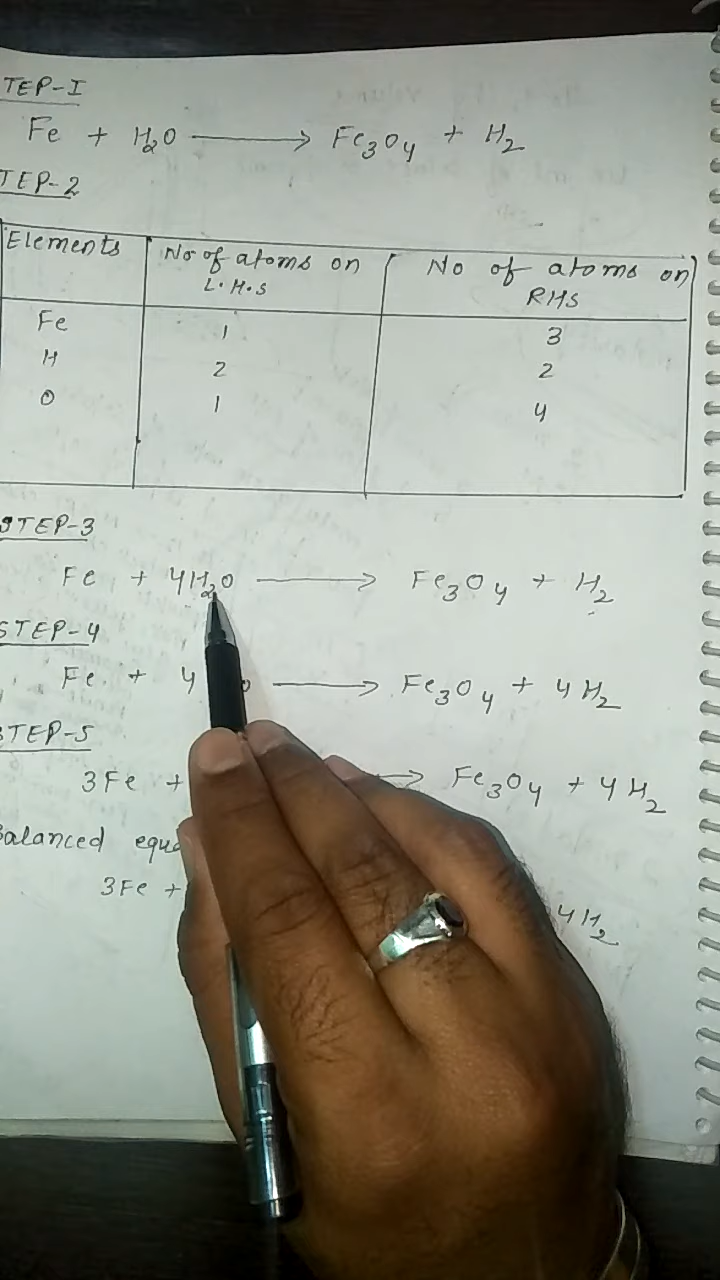 TEP-I
Fe + H2O → Fe3O4 + H2
TEP-2
Elements No of atoms on L.H.S No of atoms on RHS
Fe 1 3
H 2 2
O 1 4
STEP-3
Fe + 4H2O → Fe3O4 + H2
STEP-4
Fe + 4 → Fe3O4 + 4H2
STEP-5
3Fe + → Fe3O4 + 4H2
Balanced equa
3Fe + 4H2